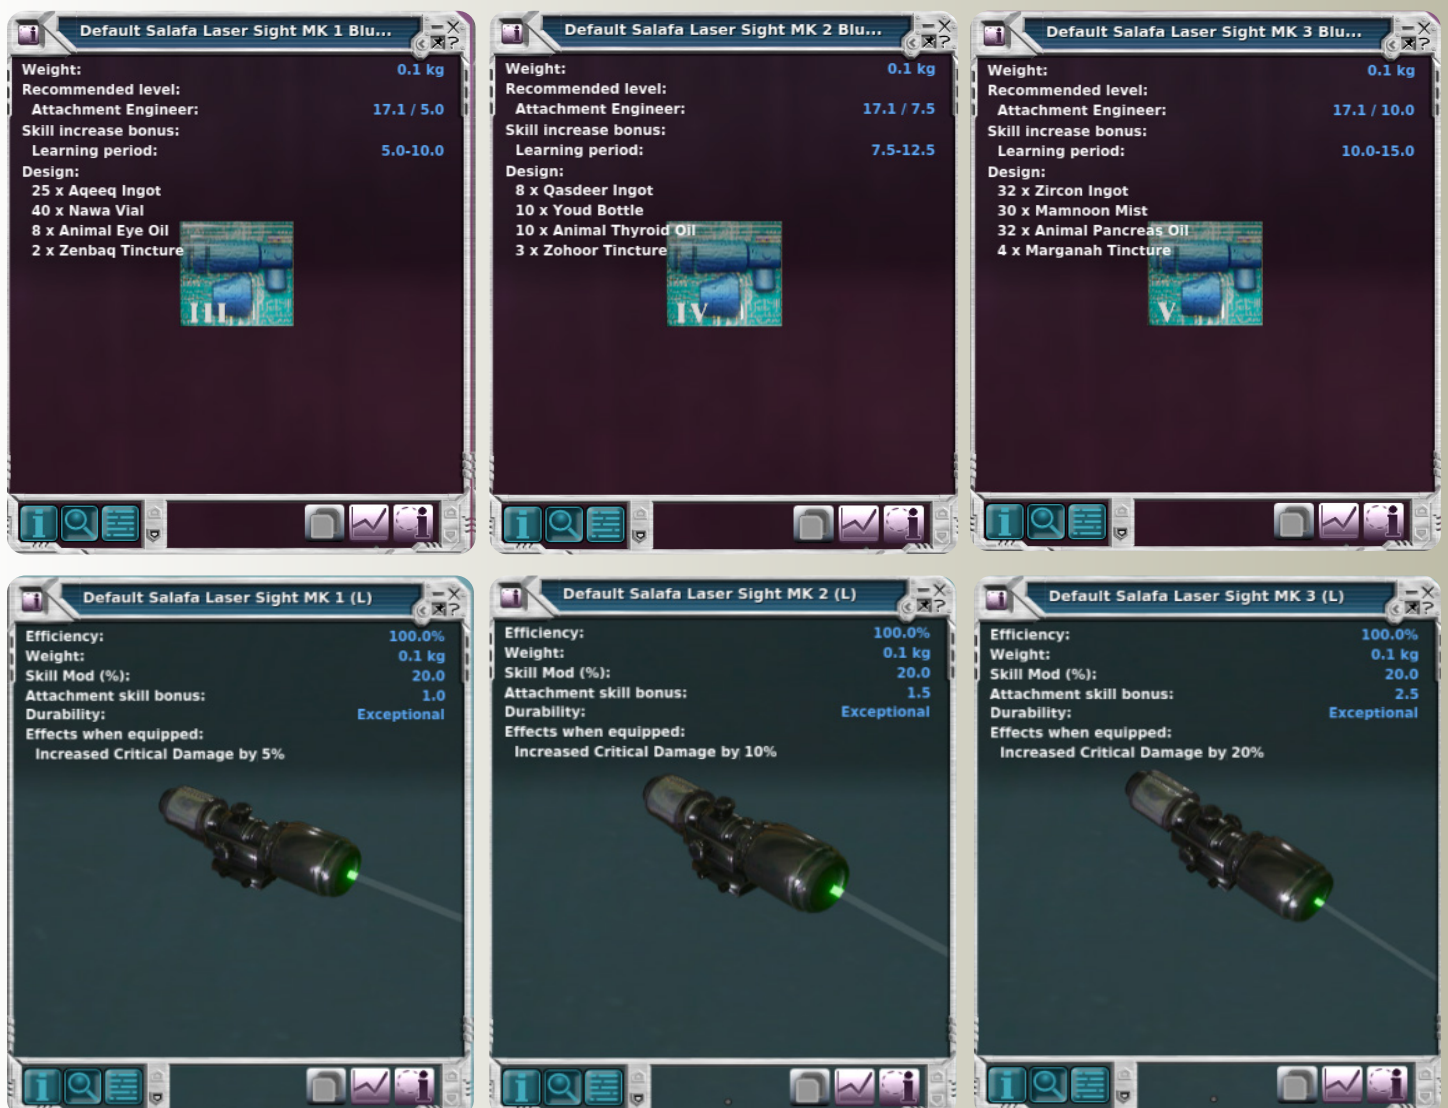 Default Salafa Laser Sight MK 1 Blu...
Weight: 0.1 kg
Recommended level:
Attachment Engineer: 17.1 / 5.0
Skill increase bonus:
Learning period: 5.0-10.0
Design:
25 x Aqeeq Ingot
40 x Nawa Vial
8 x Animal Eye Oil
2 x Zenbaq Tincture
III
Default Salafa Laser Sight MK 2 Blu...
Weight: 0.1 kg
Recommended level:
Attachment Engineer: 17.1 / 7.5
Skill increase bonus:
Learning period: 7.5-12.5
Design:
8 x Qasdeer Ingot
10 x Youd Bottle
10 x Animal Thyroid Oil
3 x Zohoor Tincture
IV
Default Salafa Laser Sight MK 3 Blu...
Weight: 0.1 kg
Recommended level:
Attachment Engineer: 17.1 / 10.0
Skill increase bonus:
Learning period: 10.0-15.0
Design:
32 x Zircon Ingot
30 x Mamnoon Mist
32 x Animal Pancreas Oil
4 x Marganah Tincture
V
Default Salafa Laser Sight MK 1 (L)
Efficiency: 100.0%
Weight: 0.1 kg
Skill Mod (%): 20.0
Attachment skill bonus: 1.0
Durability: Exceptional
Effects when equipped:
Increased Critical Damage by 5%
Default Salafa Laser Sight MK 2 (L)
Efficiency: 100.0%
Weight: 0.1 kg
Skill Mod (%): 20.0
Attachment skill bonus: 1.5
Durability: Exceptional
Effects when equipped:
Increased Critical Damage by 10%
Default Salafa Laser Sight MK 3 (L)
Efficiency: 100.0%
Weight: 0.1 kg
Skill Mod (%): 20.0
Attachment skill bonus: 2.5
Durability: Exceptional
Effects when equipped:
Increased Critical Damage by 20%